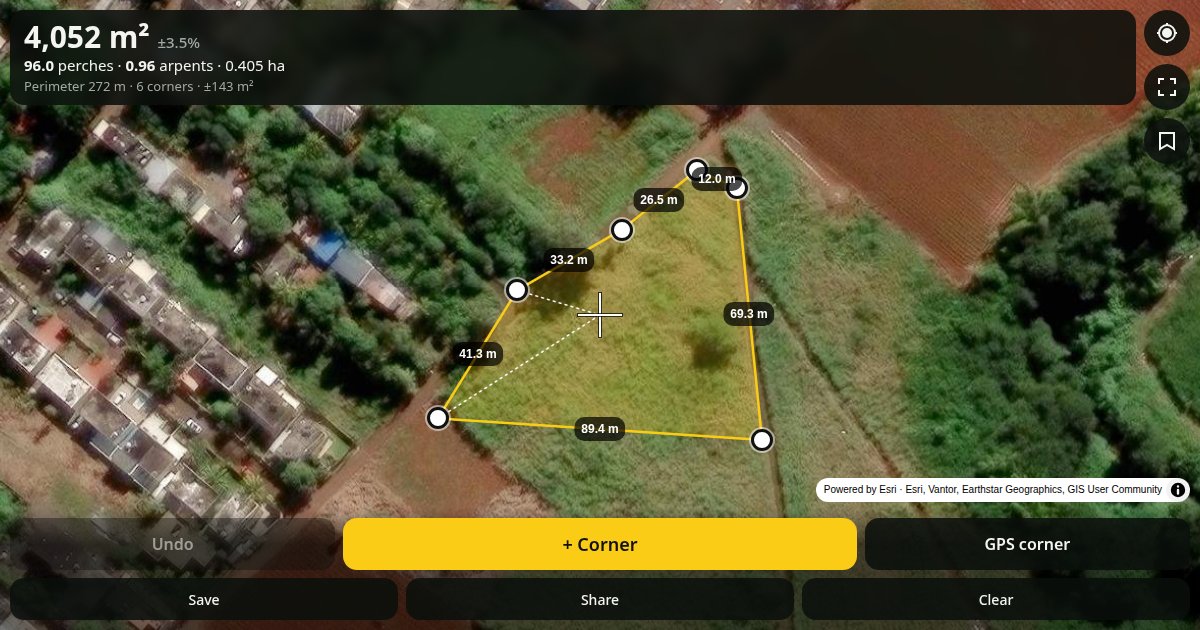 4,052 m² ±3.5%
96.0 perches · 0.96 arpents · 0.405 ha
Perimeter 272 m · 6 corners · ±143 m²
12.0 m
26.5 m
33.2 m
69.3 m
41.3 m
89.4 m
Powered by Esri · Esri, Vantor, Earthstar Geographics, GIS User Community
Undo
+ Corner
GPS corner
Save
Share
Clear